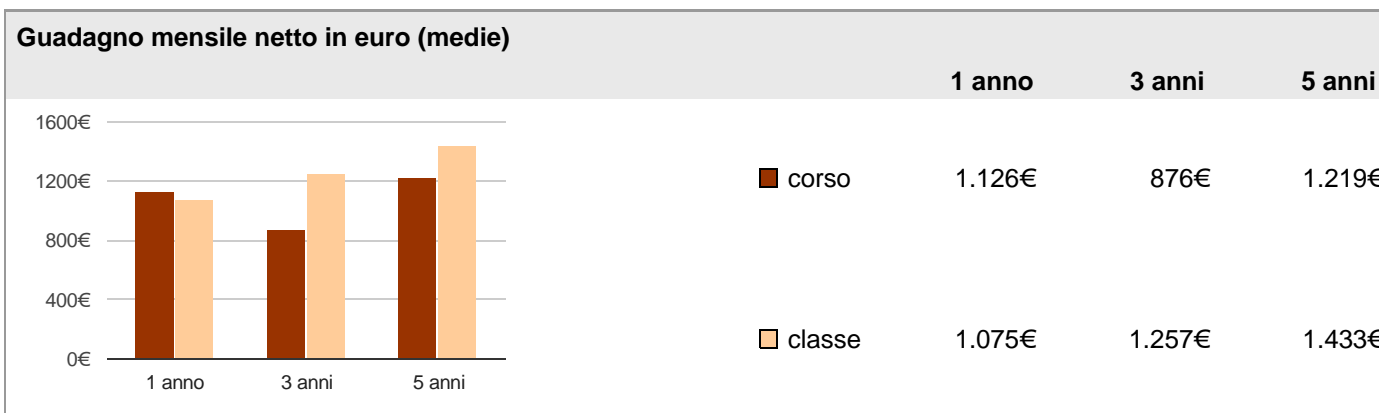 Guadagno mensile netto in euro (medie)
1 anno 3 anni 5 anni
1600€
1200€
800€
400€
0€
1 anno 3 anni 5 anni
corso 1.126€ 876€ 1.219€
classe 1.075€ 1.257€ 1.433€